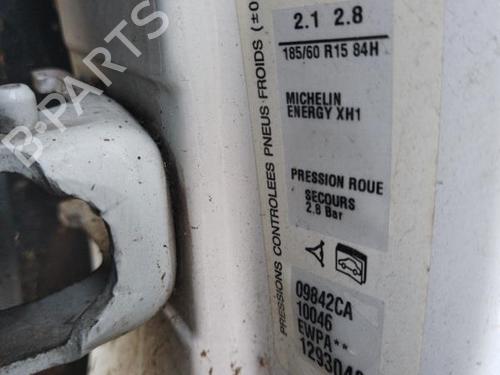 2.1 2.8
185/60 R15 84H
MICHELIN
ENERGY XH1
PRESSION ROUE
SECOURS
2.8 Bar
PRESSIONS CONTROLEES PNEUS FROIDS (±0
09842CA
10046
EWPA**
B-PARTS